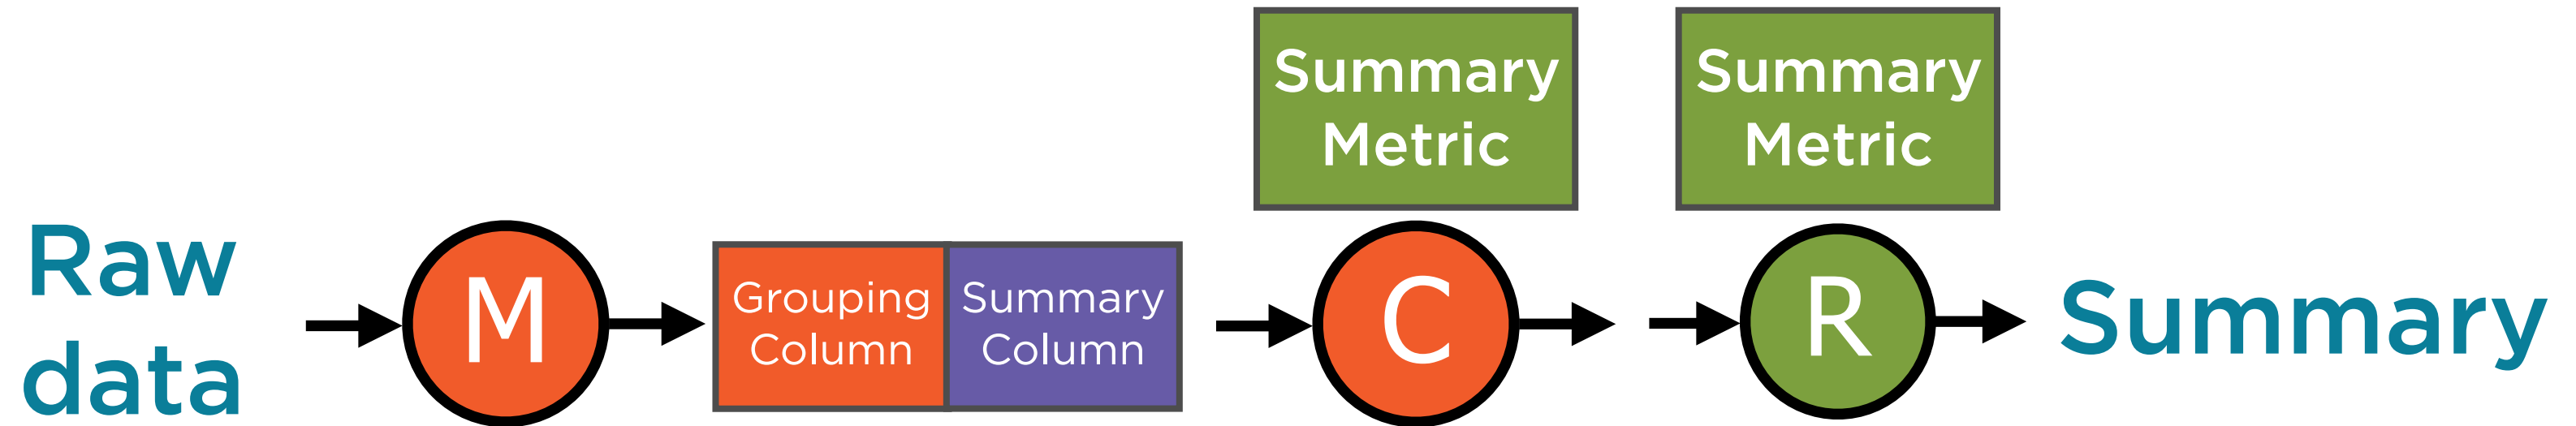 Raw
data
M
Grouping
Column
Summary
Column
Summary
Metric
C
Summary
Metric
R
Summary